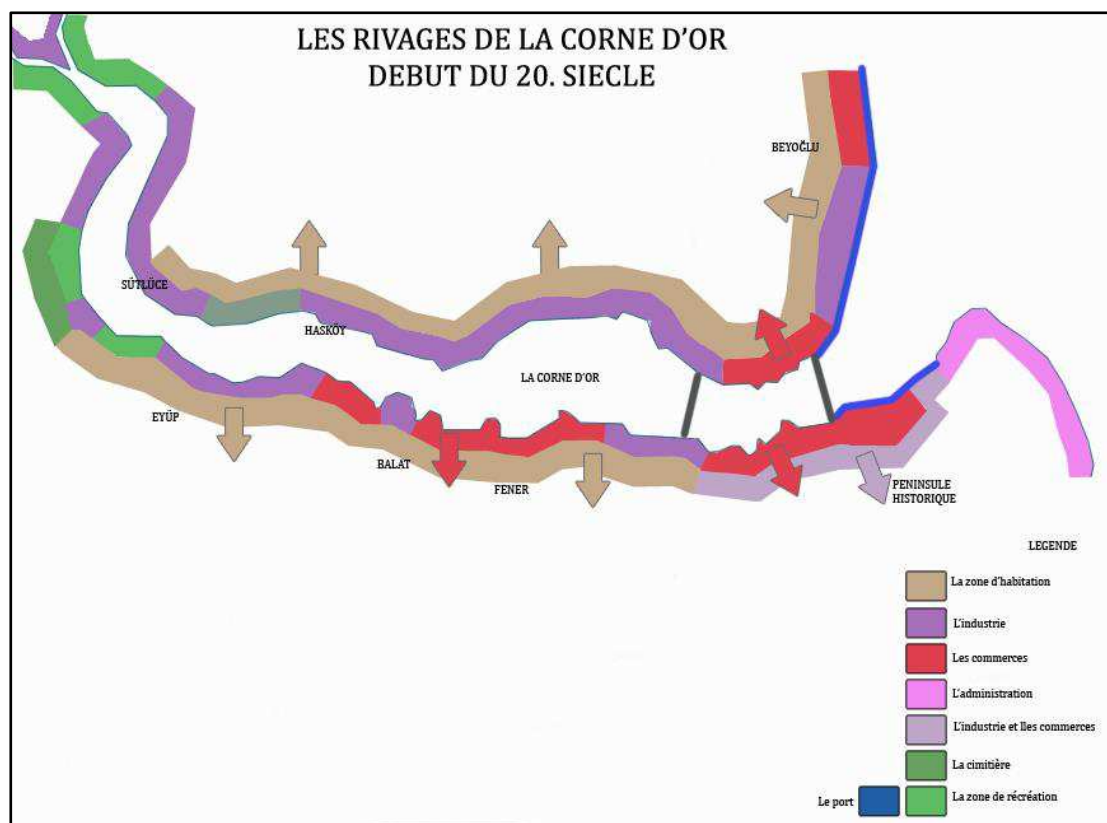 LES RIVAGES DE LA CORNE D'OR
DEBUT DU 20. SIECLE
BEYOĞLU
SÜTLÜCE
HASKÖY
LA CORNE D'OR
EYÜP
BALAT
FENER
PENINSULE
HISTORIQUE
LEGENDE
La zone d'habitation
L'industrie
Les commerces
L'administration
L'industrie et lles commerces
La cimitière
Le port
La zone de récréation